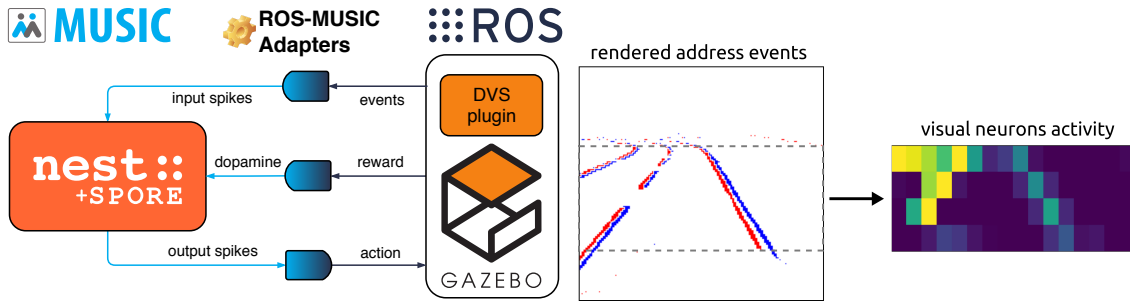 MUSIC
ROS-MUSIC
Adapters
ROS
input spikes
events
DVS
plugin
nest::
+SPORE
dopamine
reward
output spikes
action
GAZEBO
rendered address events
visual neurons activity